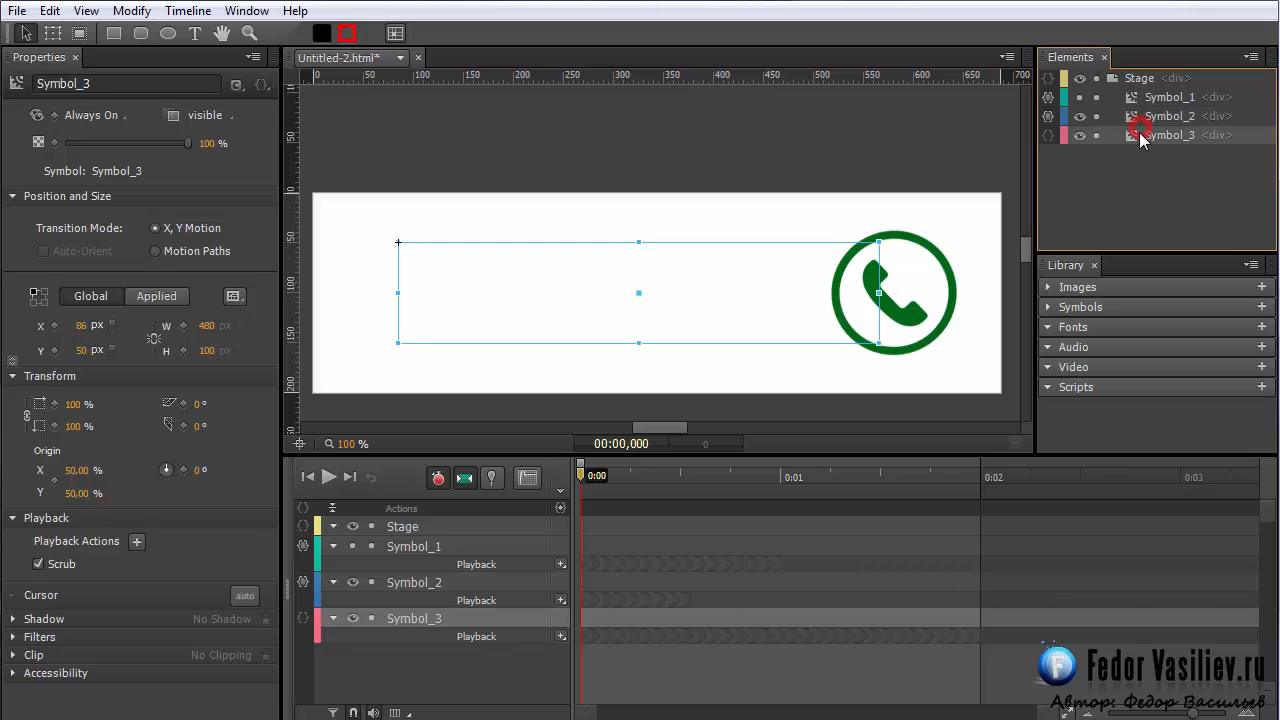 File Edit View Modify Timeline Window Help
Properties ×
Untitled-2.html* ×
Elements ×
0 50 100 150 200 250 300 350 400 450 500 550 600 650 700
0
50
100
150
200
Symbol_3
Always On
visible
100 %
Symbol: Symbol_3
Position and Size
Transition Mode:
X, Y Motion
Auto-Orient
Motion Paths
Global
Applied
X 86 px W 480 px
Y 50 px H 100 px
Transform
100 % 0 º
100 % 0 º
Origin
X 50,00 % 0 º
Y 50,00 %
Playback
Playback Actions
Scrub
Cursor auto
Shadow No Shadow
Filters
Clip No Clipping
Accessibility
Stage <div>
Symbol_1 <div>
Symbol_2 <div>
Symbol_3 <div>
Library ×
Images
Symbols
Fonts
Audio
Video
Scripts
100 %
00:00,000
0
0:00 0:01 0:02 0:03
Actions
Stage
Symbol_1
Playback
Symbol_2
Playback
Symbol_3
Playback
Fedor Vasiliev.ru
Автор: Федор Васильев